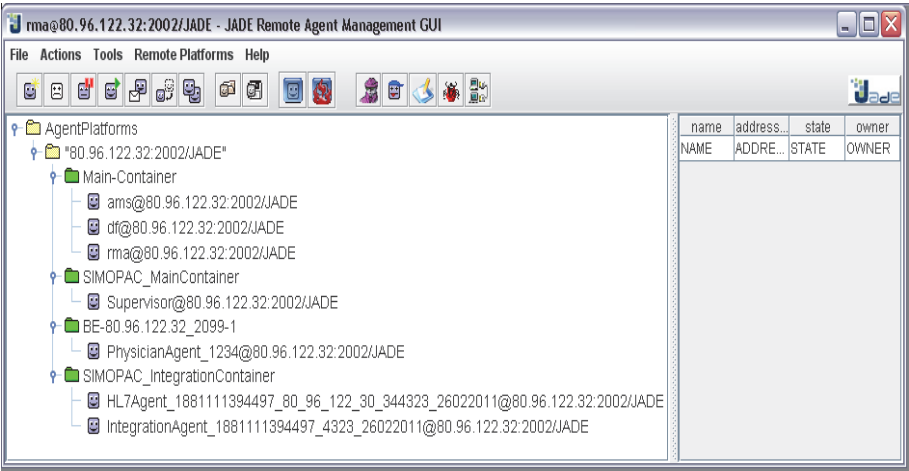 rma@80.96.122.32:2002/JADE - JADE Remote Agent Management GUI
File Actions Tools Remote Platforms Help
Jade
AgentPlatforms
"80.96.122.32:2002/JADE"
Main-Container
ams@80.96.122.32:2002/JADE
df@80.96.122.32:2002/JADE
rma@80.96.122.32:2002/JADE
SIMOPAC_MainContainer
Supervisor@80.96.122.32:2002/JADE
BE-80.96.122.32_2099-1
PhysicianAgent_1234@80.96.122.32:2002/JADE
SIMOPAC_IntegrationContainer
HL7Agent_1881111394497_80_96_122_30_344323_26022011@80.96.122.32:2002/JADE
IntegrationAgent_1881111394497_4323_26022011@80.96.122.32:2002/JADE
name address... state owner
NAME ADDRE... STATE OWNER